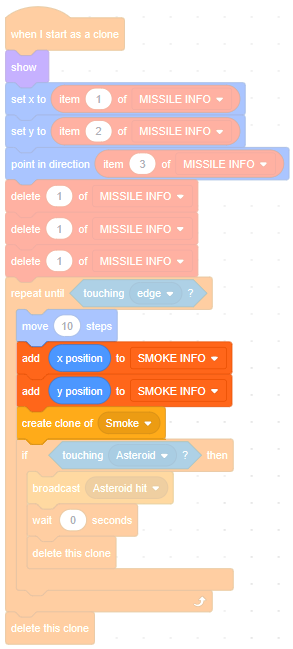 when I start as a clone
show
set x to item 1 of MISSILE INFO
set y to item 2 of MISSILE INFO
point in direction item 3 of MISSILE INFO
delete 1 of MISSILE INFO
delete 1 of MISSILE INFO
delete 1 of MISSILE INFO
repeat until touching edge ?
move 10 steps
add x position to SMOKE INFO
add y position to SMOKE INFO
create clone of Smoke
if touching Asteroid ? then
broadcast Asteroid hit
wait 0 seconds
delete this clone
delete this clone